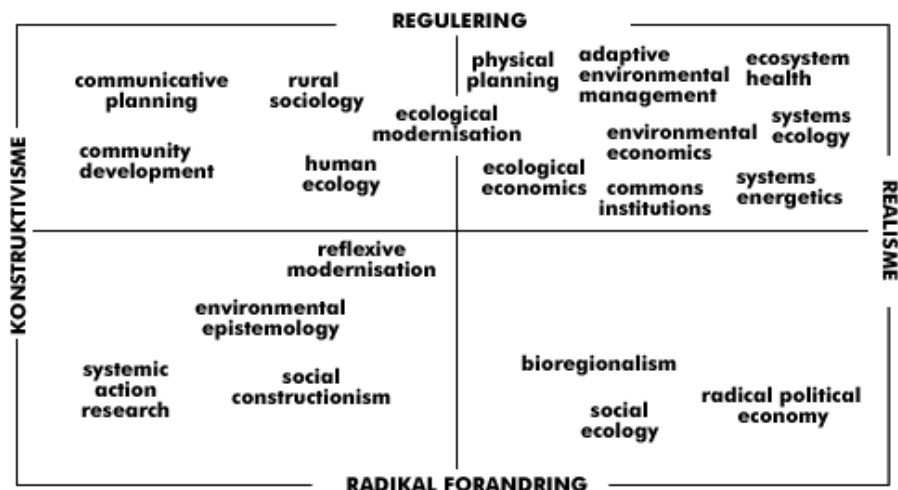 REGULERING
KONSTRUKTIVISME
REALISME
communicative
planning
rural
sociology
community
development
human
ecology
ecological
modernisation
physical
planning
adaptive
environmental
management
ecosystem
health
environmental
economics
systems
ecology
ecological
economics
commons
institutions
systems
energetics
reflexive
modernisation
environmental
epistemology
systemic
action
research
social
constructionism
bioregionalism
social
ecology
radical political
economy
RADIKAL FORANDRING